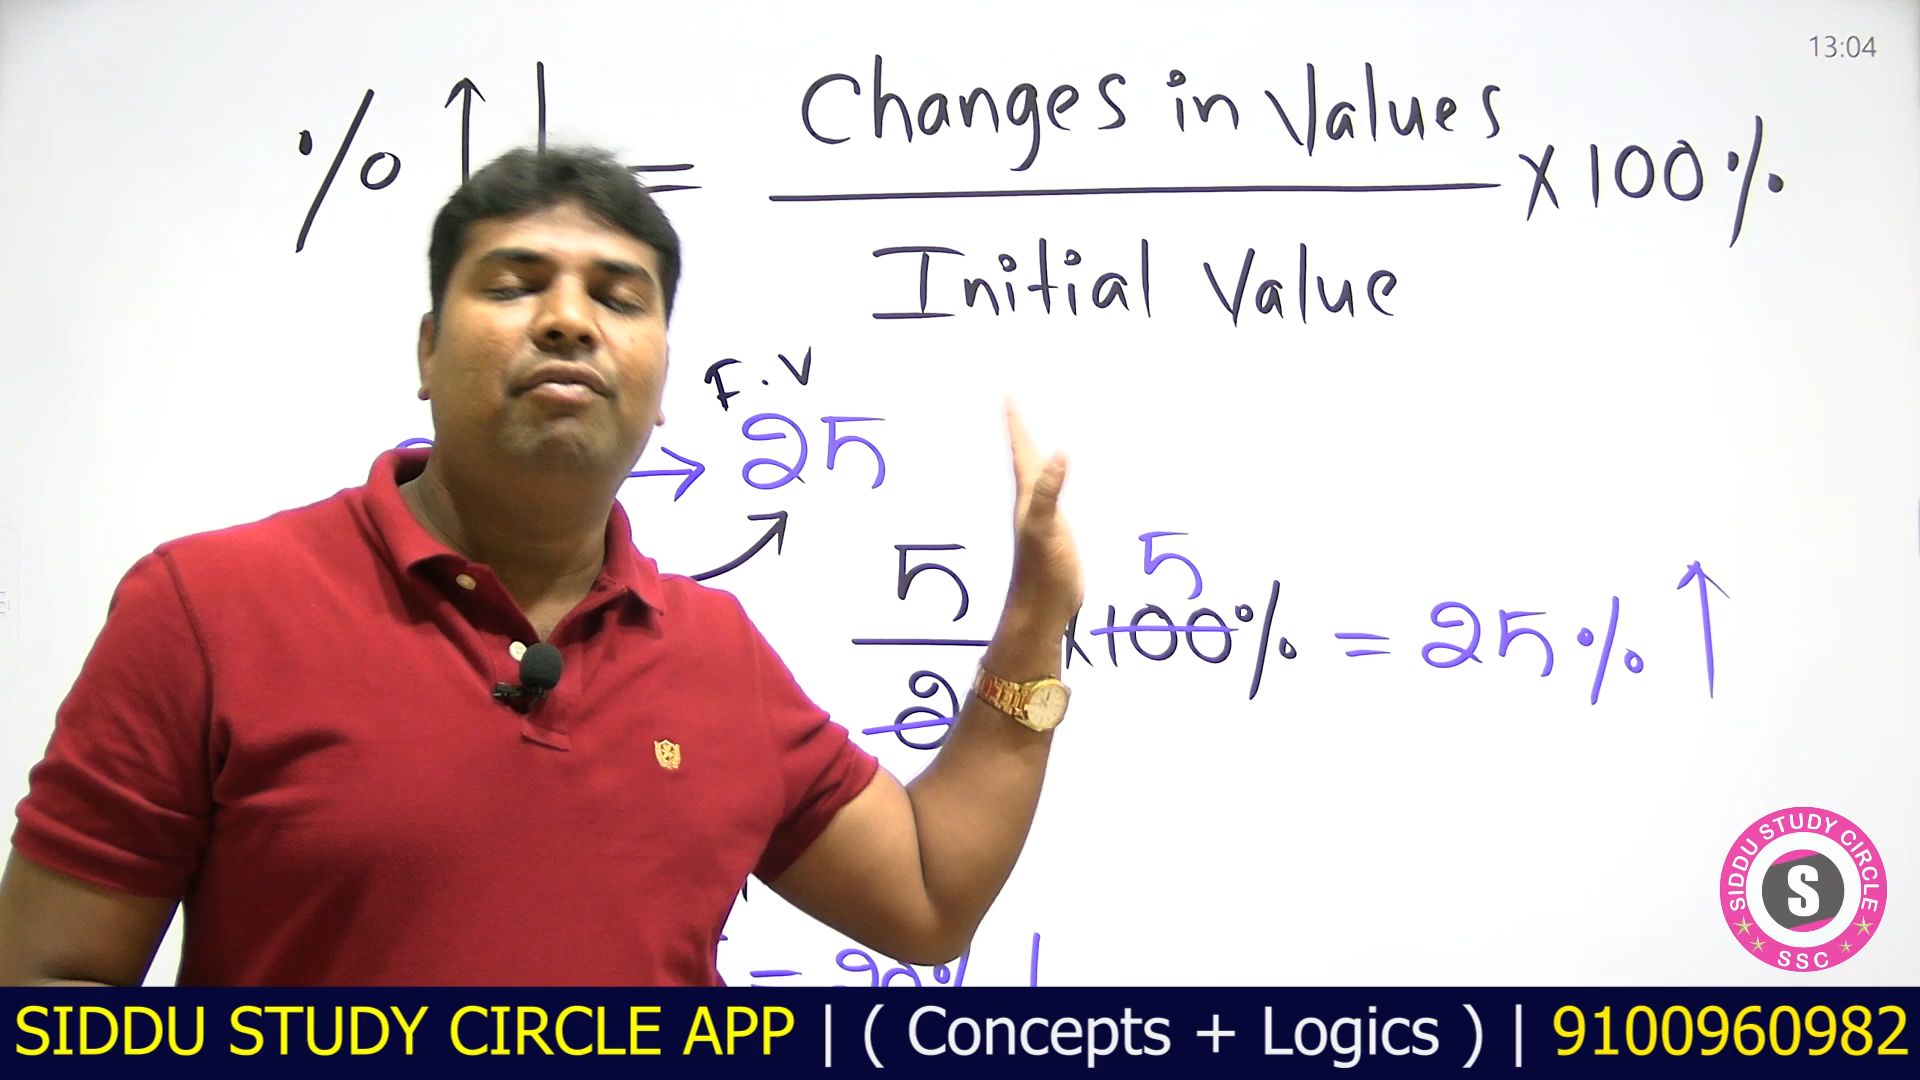 13:04
% ↑ = Changes in Values / Initial Value × 100%
F.V
→ 25
5 × 100% = 25% ↑
5
= 20%
SIDDU STUDY CIRCLE
S
SSC
SIDDU STUDY CIRCLE APP | ( Concepts + Logics ) | 9100960982